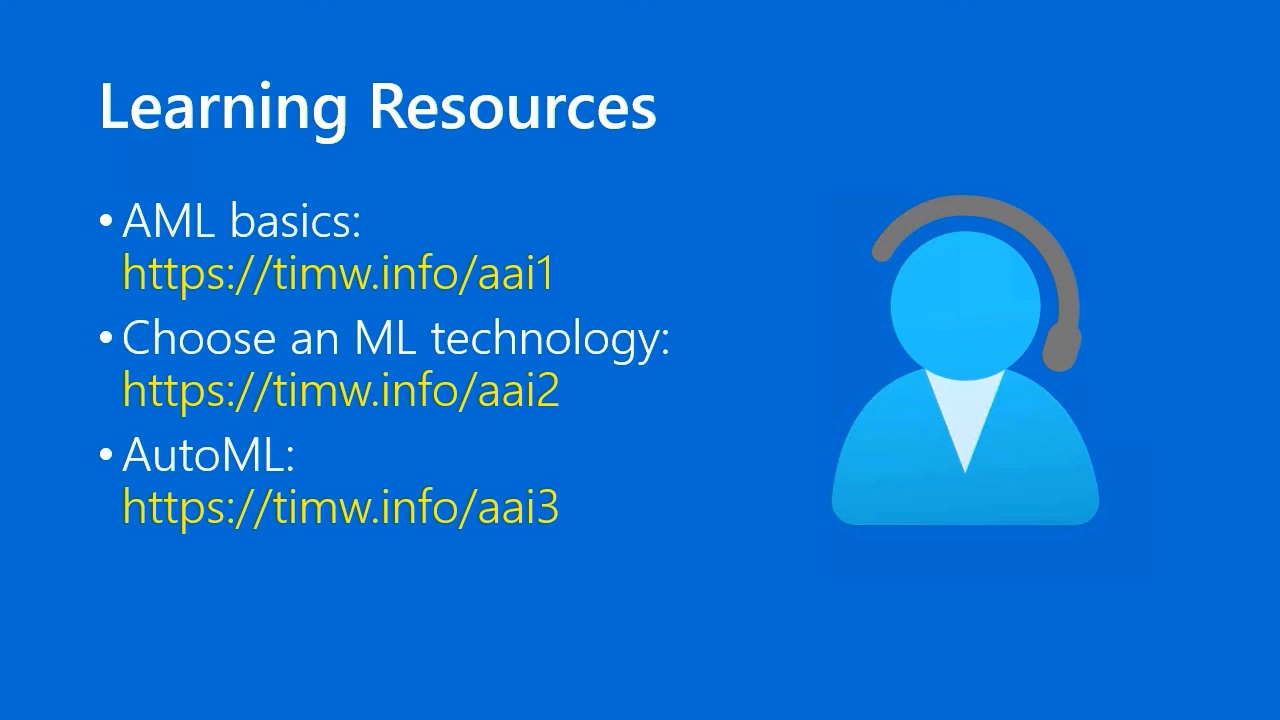 Learning Resources
• AML basics:
https://timw.info/aai1
• Choose an ML technology:
https://timw.info/aai2
• AutoML:
https://timw.info/aai3